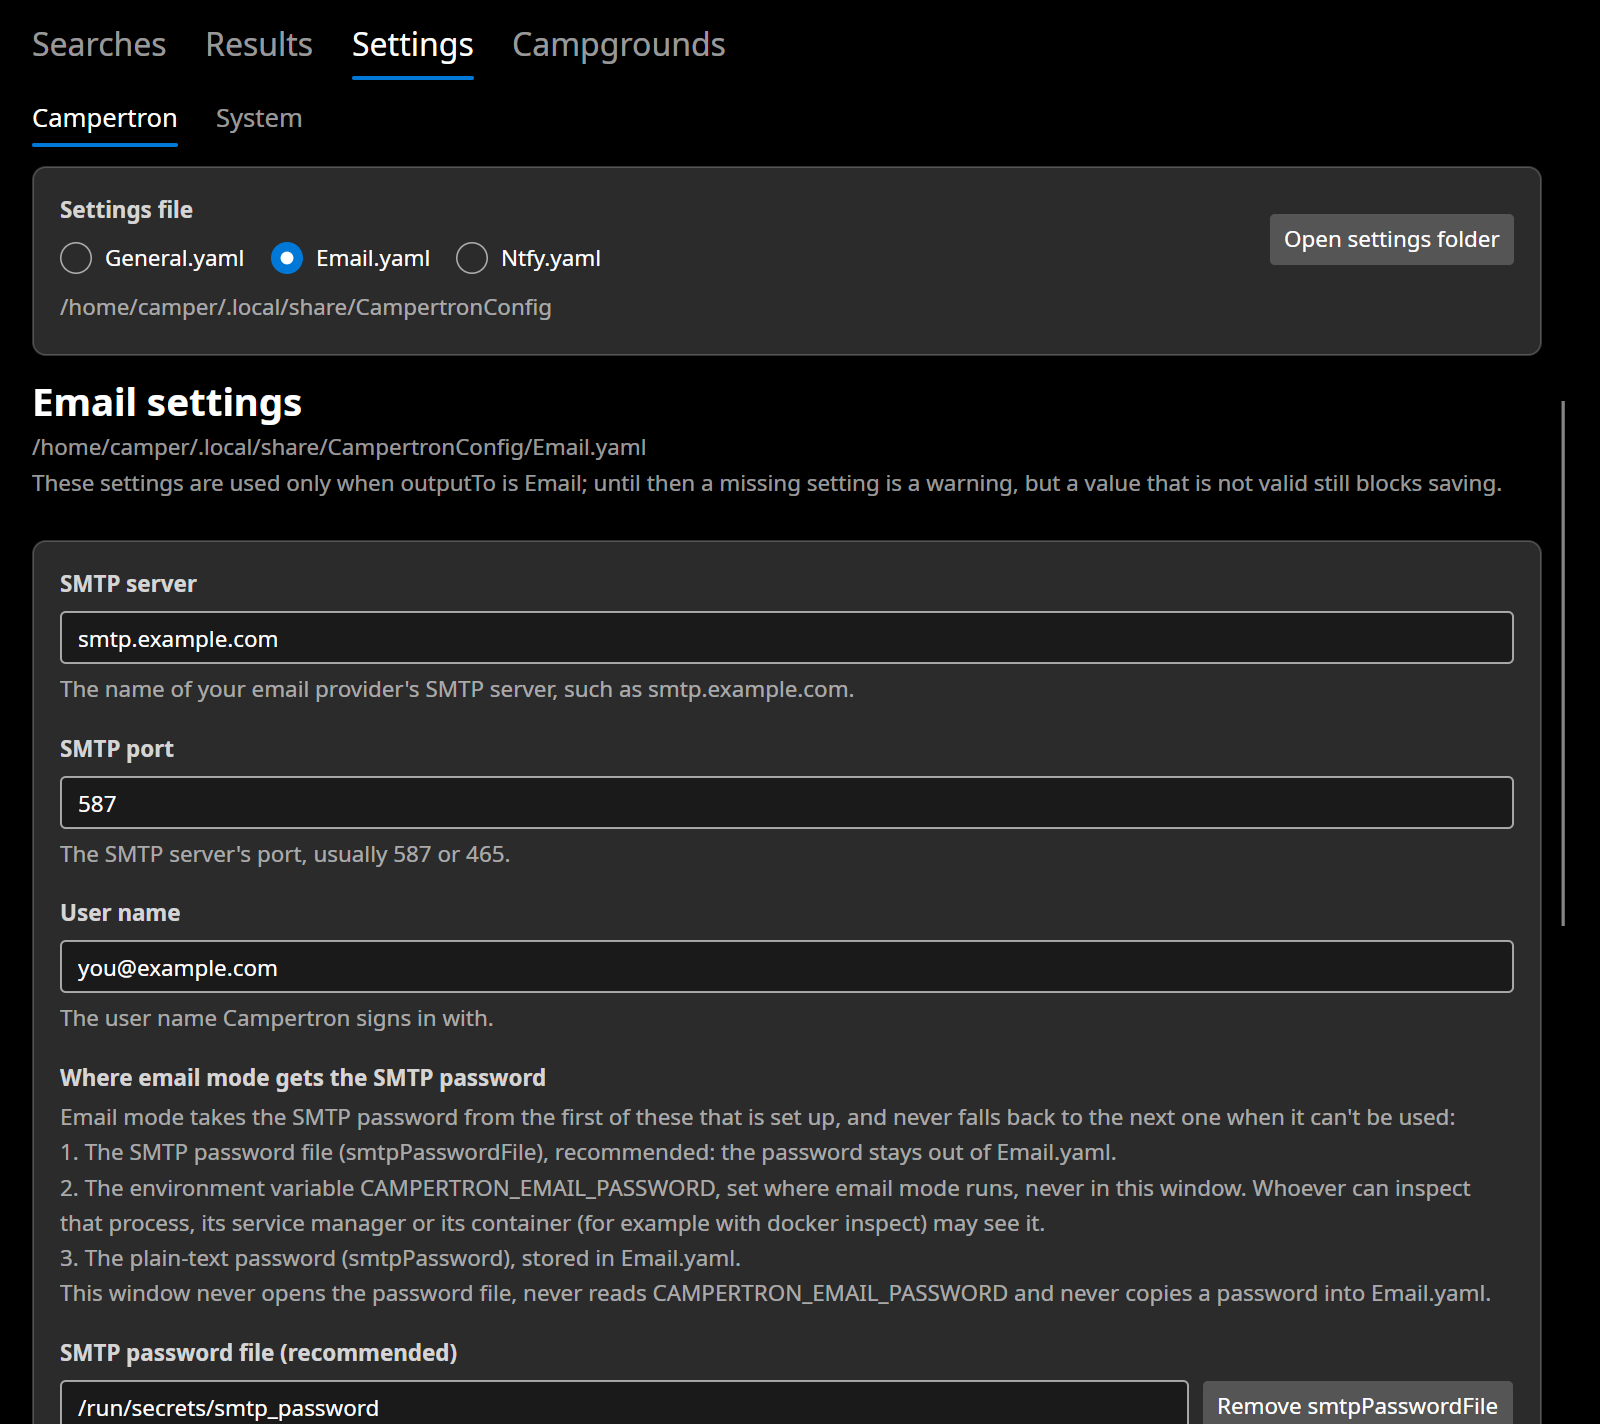 Searches Results Settings Campgrounds
Campertron System
Settings file
General.yaml Email.yaml Ntfy.yaml
Open settings folder
/home/camper/.local/share/CampertronConfig
Email settings
/home/camper/.local/share/CampertronConfig/Email.yaml
These settings are used only when outputTo is Email; until then a missing setting is a warning, but a value that is not valid still blocks saving.
SMTP server
smtp.example.com
The name of your email provider's SMTP server, such as smtp.example.com.
SMTP port
587
The SMTP server's port, usually 587 or 465.
User name
you@example.com
The user name Campertron signs in with.
Where email mode gets the SMTP password
Email mode takes the SMTP password from the first of these that is set up, and never falls back to the next one when it can't be used:
1. The SMTP password file (smtpPasswordFile), recommended: the password stays out of Email.yaml.
2. The environment variable CAMPERTRON_EMAIL_PASSWORD, set where email mode runs, never in this window. Whoever can inspect
that process, its service manager or its container (for example with docker inspect) may see it.
3. The plain-text password (smtpPassword), stored in Email.yaml.
This window never opens the password file, never reads CAMPERTRON_EMAIL_PASSWORD and never copies a password into Email.yaml.
SMTP password file (recommended)
/run/secrets/smtp_password
Remove smtpPasswordFile